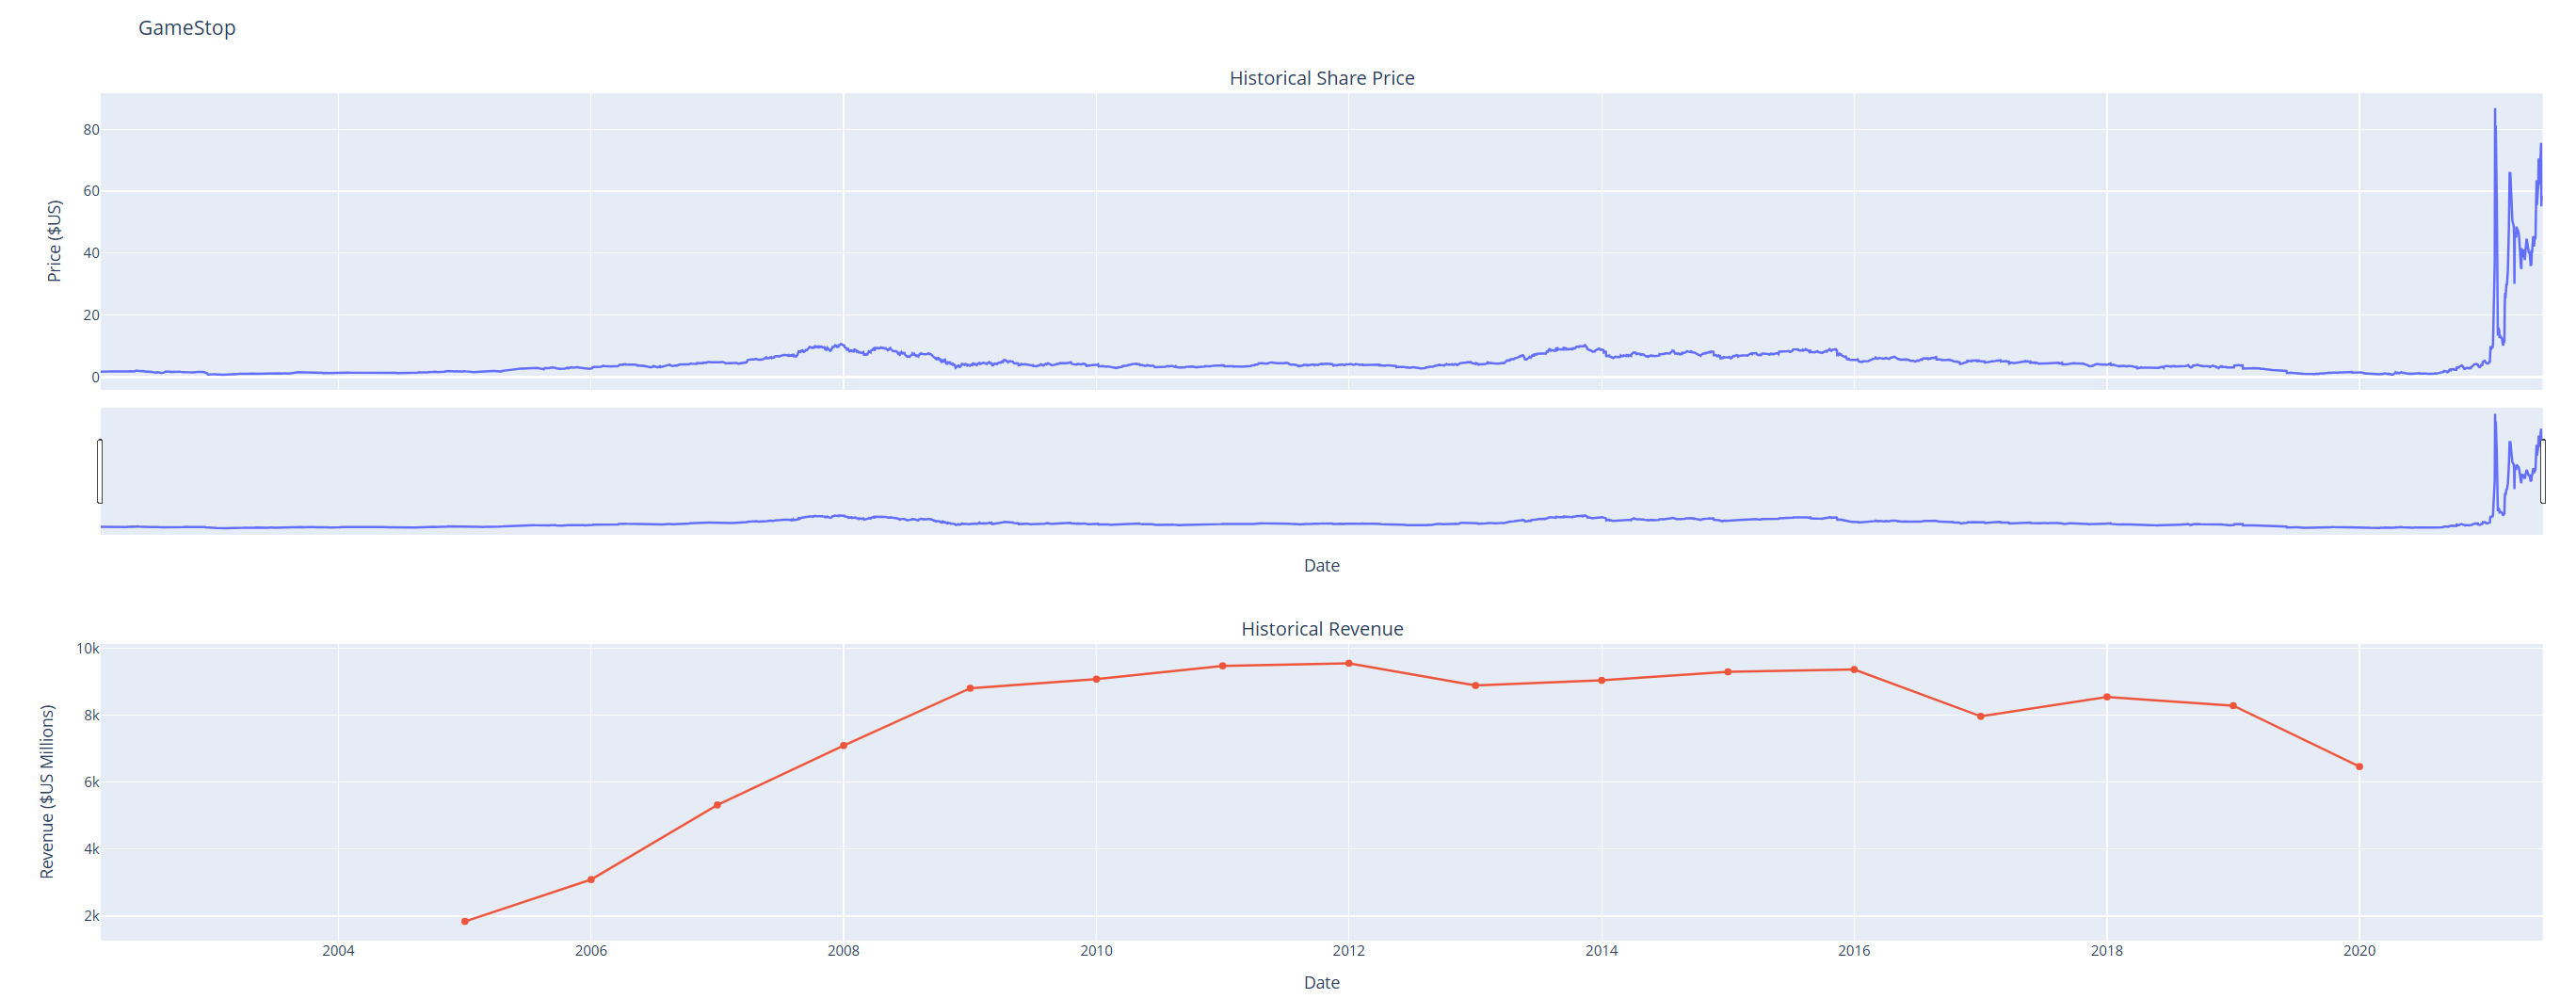 GameStop
Historical Share Price
Price ($US)
80
60
40
20
0
Date
Historical Revenue
Revenue ($US Millions)
10k
8k
6k
4k
2k
2004 2006 2008 2010 2012 2014 2016 2018 2020
Date